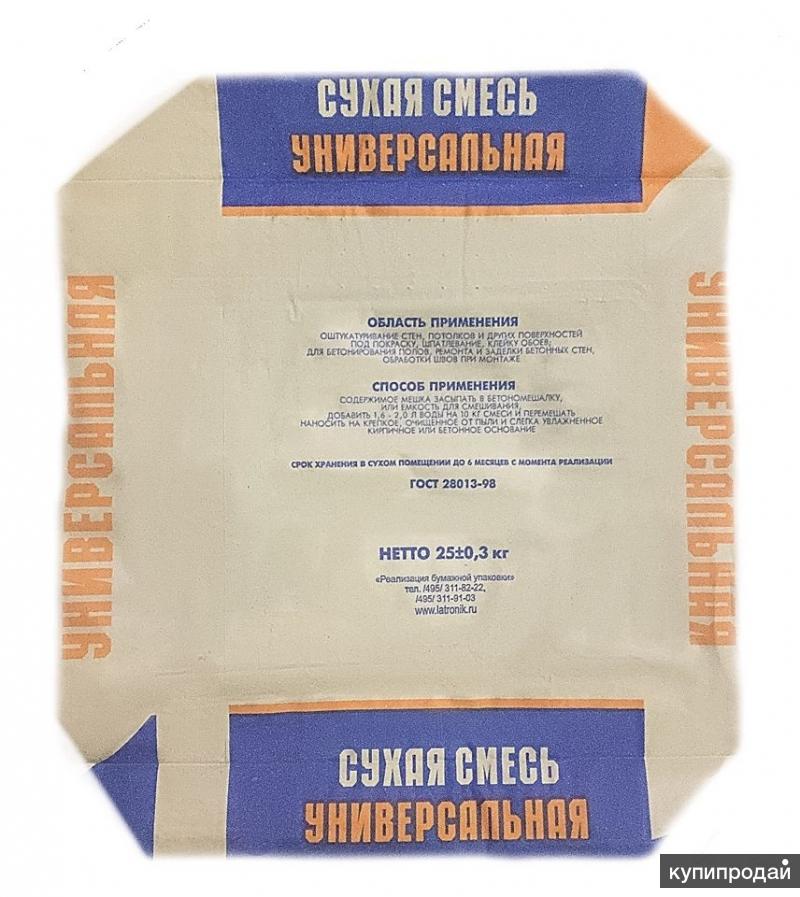 СУХАЯ СМЕСЬ
УНИВЕРСАЛЬНАЯ
УНИВЕРСАЛЬНАЯ
УНИВЕРСАЛЬНАЯ
ОБЛАСТЬ ПРИМЕНЕНИЯ
ОШТУКАТУРИВАНИЕ СТЕН, ПОТОЛКОВ И ДРУГИХ ПОВЕРХНОСТЕЙ
ПОД ПОКРАСКУ, ШПАТЛЕВАНИЕ, КЛЕЙКУ ОБОЕВ;
ДЛЯ БЕТОНИРОВАНИЯ ПОЛОВ, РЕМОНТА И ЗАДЕЛКИ БЕТОННЫХ СТЕН,
ОБРАБОТКИ ШВОВ ПРИ МОНТАЖЕ
СПОСОБ ПРИМЕНЕНИЯ
СОДЕРЖИМОЕ МЕШКА ЗАСЫПАТЬ В БЕТОНОМЕШАЛКУ,
ИЛИ ЕМКОСТЬ ДЛЯ СМЕШИВАНИЯ,
ДОБАВИТЬ 1,6 - 2,0 Л ВОДЫ НА 10 КГ СМЕСИ И ПЕРЕМЕШАТЬ
НАНОСИТЬ НА КРЕПКОЕ, ОЧИЩЕННОЕ ОТ ПЫЛИ И СЛЕГКА УВЛАЖНЕННОЕ
КИРПИЧНОЕ ИЛИ БЕТОННОЕ ОСНОВАНИЕ
СРОК ХРАНЕНИЯ В СУХОМ ПОМЕЩЕНИИ ДО 6 МЕСЯЦЕВ С МОМЕНТА РЕАЛИЗАЦИИ
ГОСТ 28013-98
НЕТТО 25±0,3 кг
«Реализация бумажной упаковки»
тел. /495/ 311-82-22,
/495/ 311-91-03
www.latronik.ru
СУХАЯ СМЕСЬ
УНИВЕРСАЛЬНАЯ
купипродай